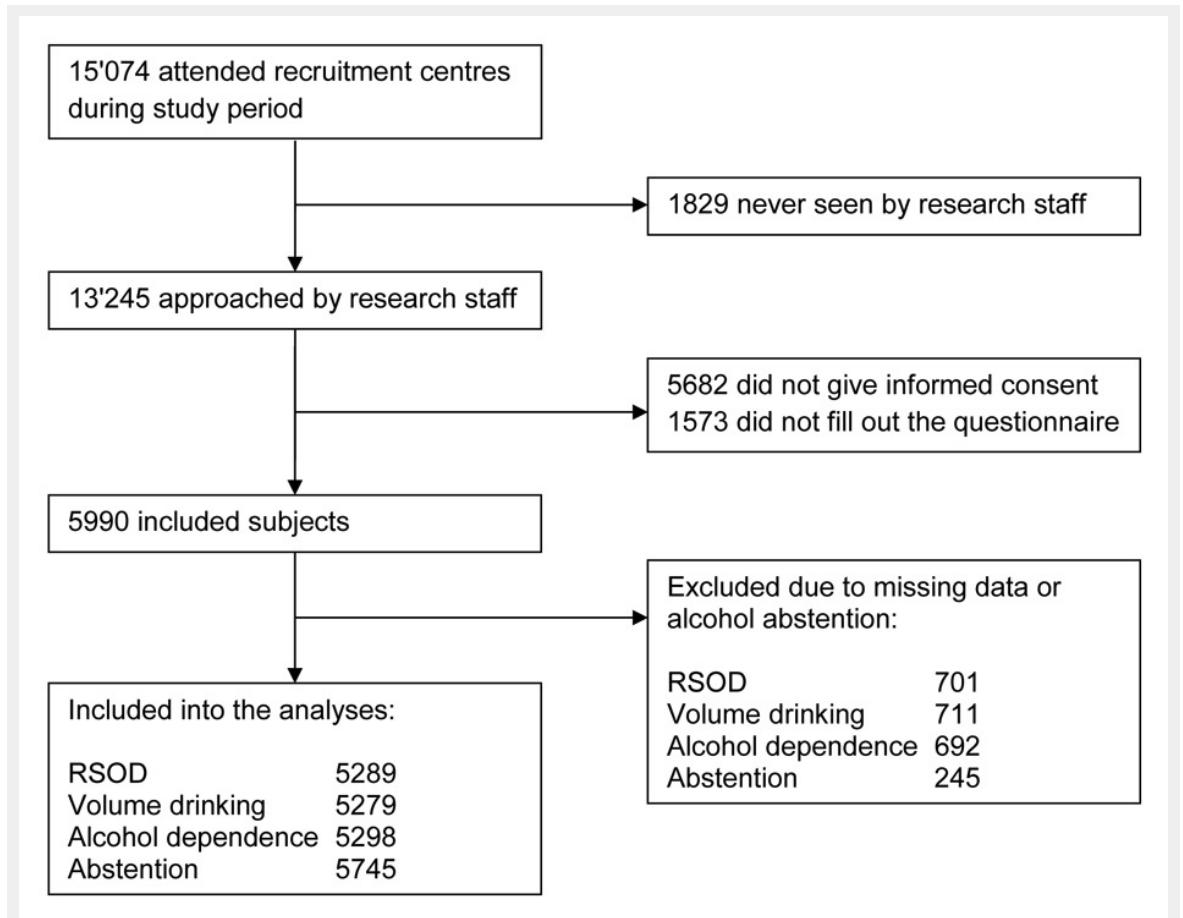 15'074 attended recruitment centres
during study period
1829 never seen by research staff
13'245 approached by research staff
5682 did not give informed consent
1573 did not fill out the questionnaire
5990 included subjects
Excluded due to missing data or
alcohol abstention:
RSOD 701
Volume drinking 711
Alcohol dependence 692
Abstention 245
Included into the analyses:
RSOD 5289
Volume drinking 5279
Alcohol dependence 5298
Abstention 5745